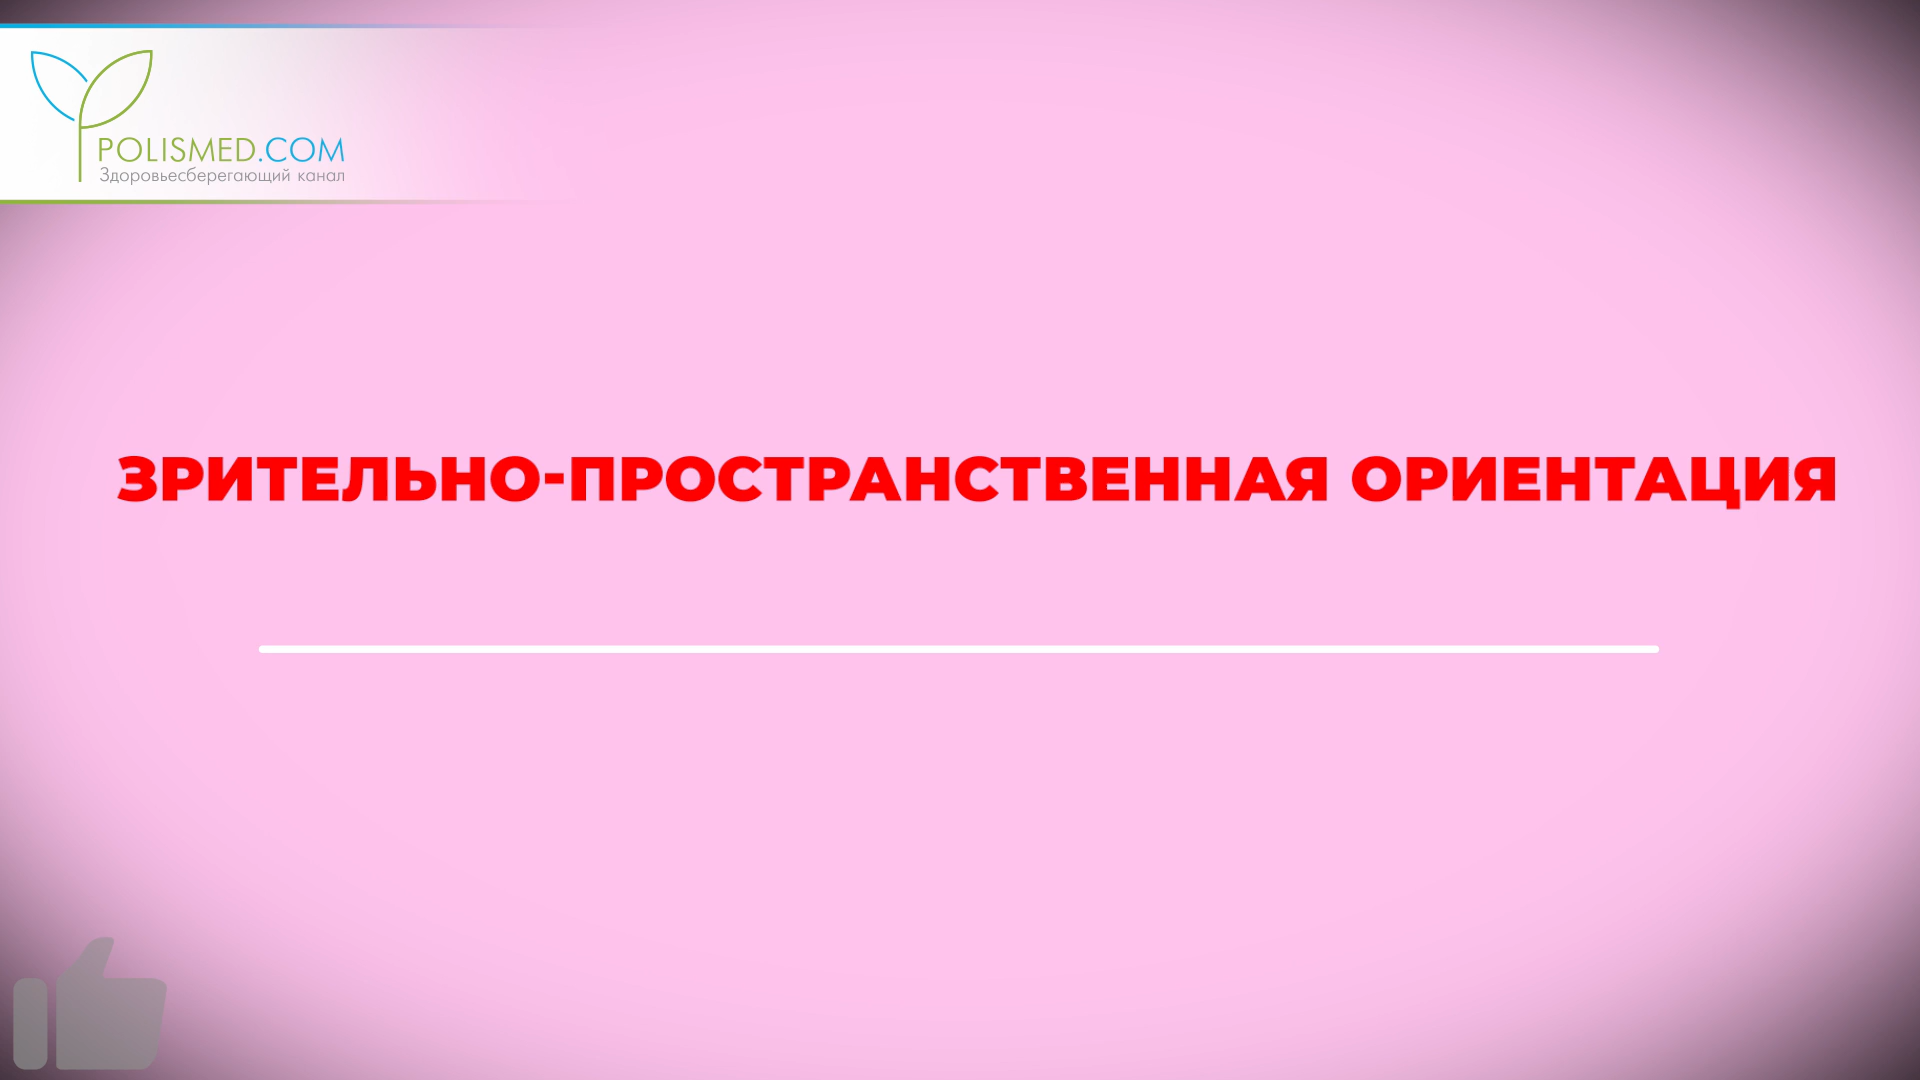 POLISMED.COM
Здоровьесберегающий канал
ЗРИТЕЛЬНО-ПРОСТРАНСТВЕННАЯ ОРИЕНТАЦИЯ